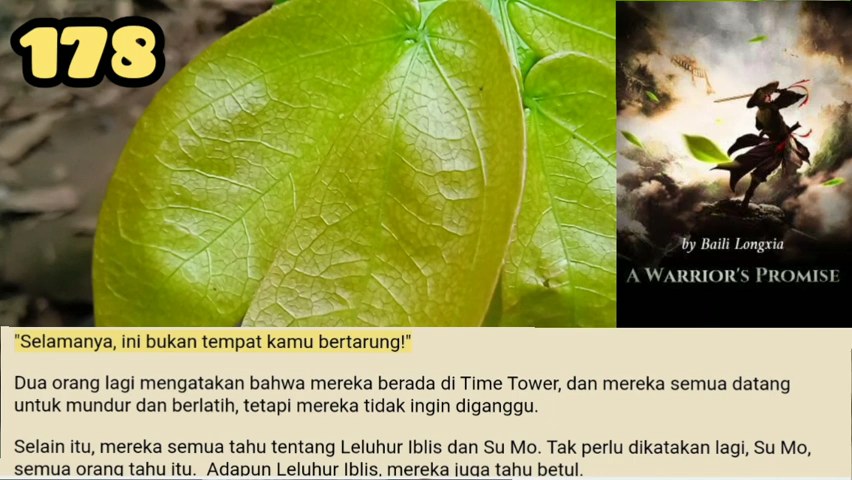 178
by Baili Longxia
A WARRIOR'S PROMISE
"Selamanya, ini bukan tempat kamu bertarung!"
Dua orang lagi mengatakan bahwa mereka berada di Time Tower, dan mereka semua datang
untuk mundur dan berlatih, tetapi mereka tidak ingin diganggu.
Selain itu, mereka semua tahu tentang Leluhur Iblis dan Su Mo. Tak perlu dikatakan lagi, Su Mo,
semua orang tahu itu. Adapun Leluhur Iblis, mereka juga tahu betul.